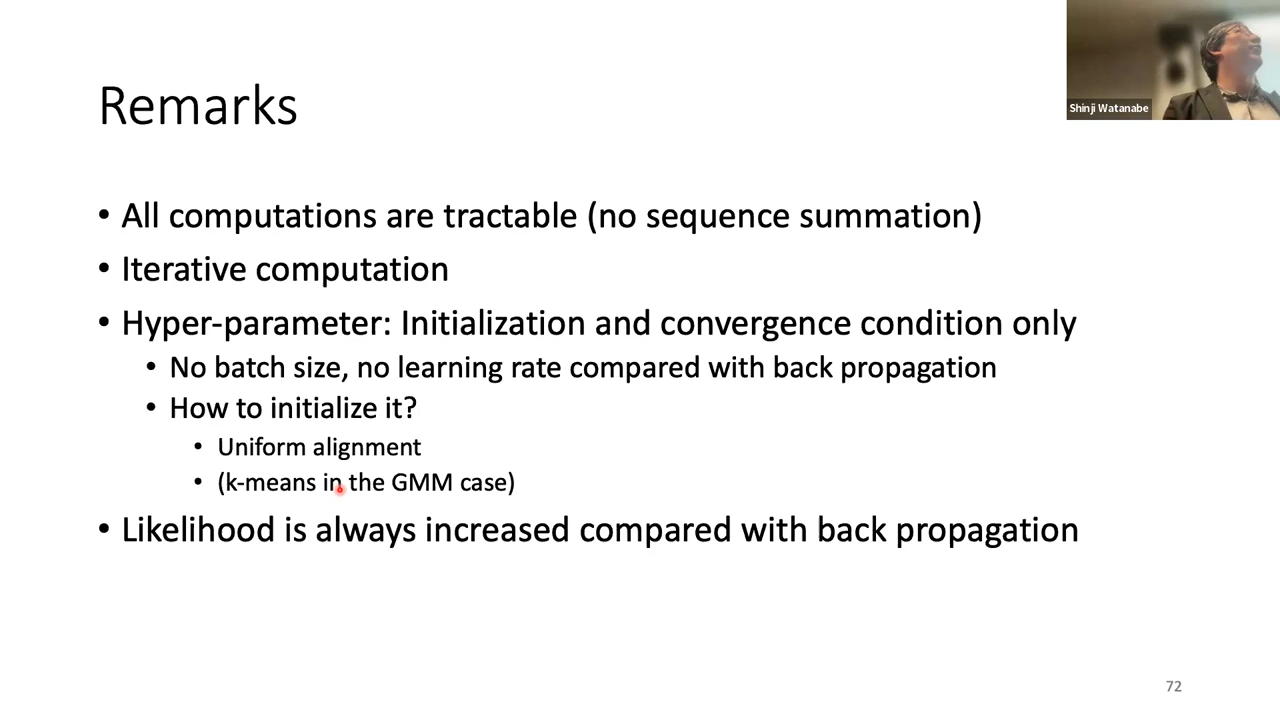 Shinji Watanabe
Remarks
• All computations are tractable (no sequence summation)
• Iterative computation
• Hyper-parameter: Initialization and convergence condition only
• No batch size, no learning rate compared with back propagation
• How to initialize it?
• Uniform alignment
• (k-means in the GMM case)
• Likelihood is always increased compared with back propagation
72